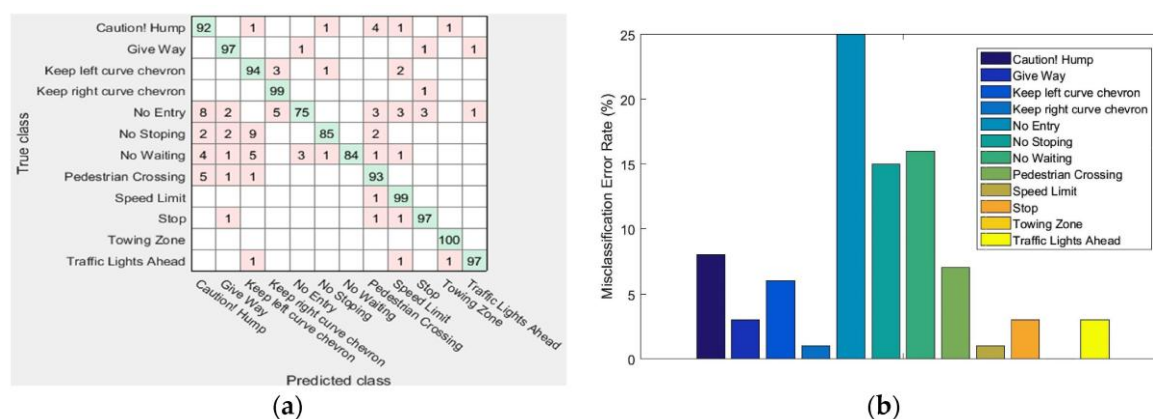 Caution! Hump 92 1 1 4 1 1
Give Way 97 1 1 1
Keep left curve chevron 94 3 1 2
Keep right curve chevron 99 1
No Entry 8 2 5 75 3 3 3 1
No Stoping 2 2 9 85 2
No Waiting 4 1 5 3 1 84 1 1
Pedestrian Crossing 5 1 1 93
Speed Limit 1 99
Stop 1 1 1 97
Towing Zone 100
Traffic Lights Ahead 1 1 1 97
True class
Caution! Hump
Give Way
Keep left curve chevron
Keep right curve chevron
No Entry
No Stoping
No Waiting
Pedestrian Crossing
Speed Limit
Stop
Towing Zone
Traffic Lights Ahead
Predicted class
(a)
Misclassification Error Rate (%)
25
20
15
10
5
0
Caution! Hump
Give Way
Keep left curve chevron
Keep right curve chevron
No Entry
No Stoping
No Waiting
Pedestrian Crossing
Speed Limit
Stop
Towing Zone
Traffic Lights Ahead
(b)